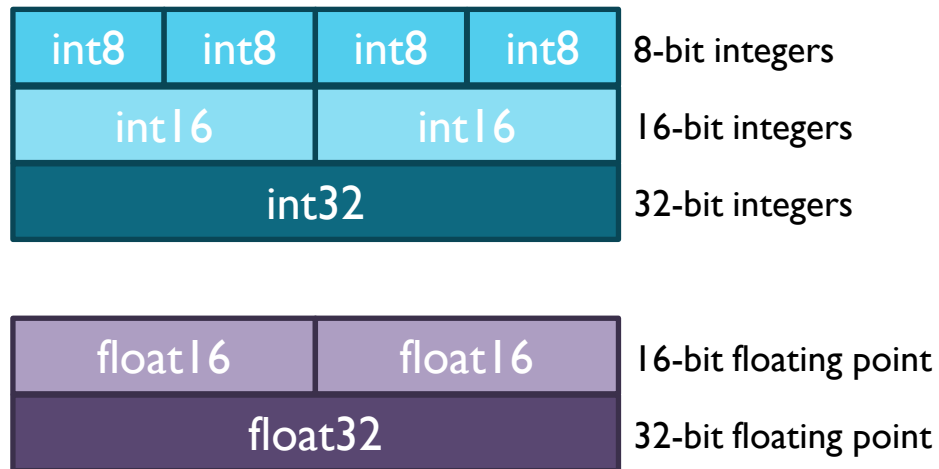 int8 int8 int8 int8 8-bit integers
int16 int16 16-bit integers
int32 32-bit integers
float16 float16 16-bit floating point
float32 32-bit floating point